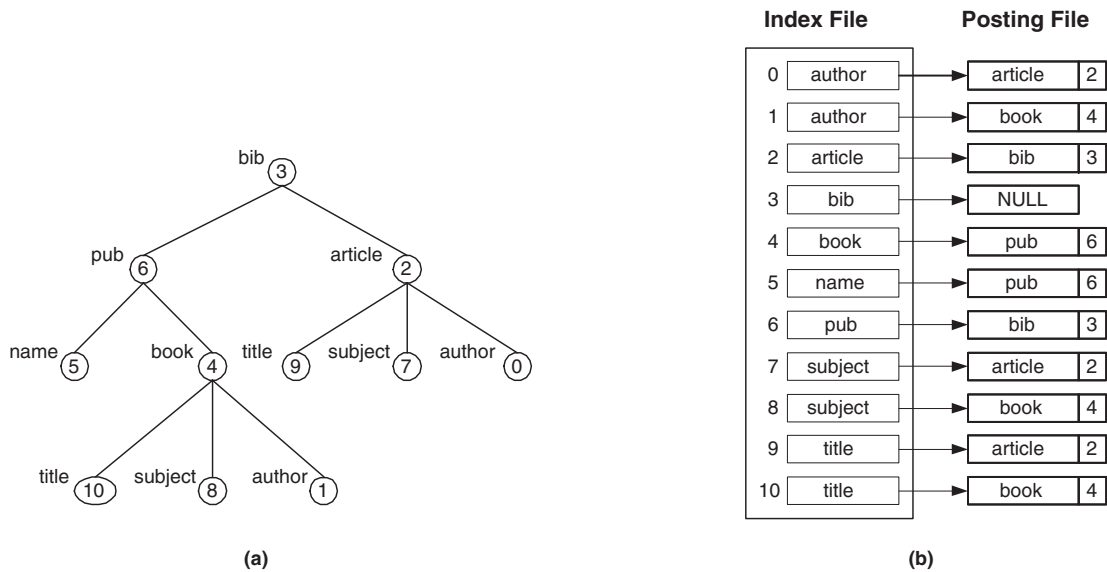 bib
3
pub
6
article
2
name
5
book
4
title
9
subject
7
author
0
title
10
subject
8
author
1
(a)
Index File Posting File
0 author article 2
1 author book 4
2 article bib 3
3 bib NULL
4 book pub 6
5 name pub 6
6 pub bib 3
7 subject article 2
8 subject book 4
9 title article 2
10 title book 4
(b)